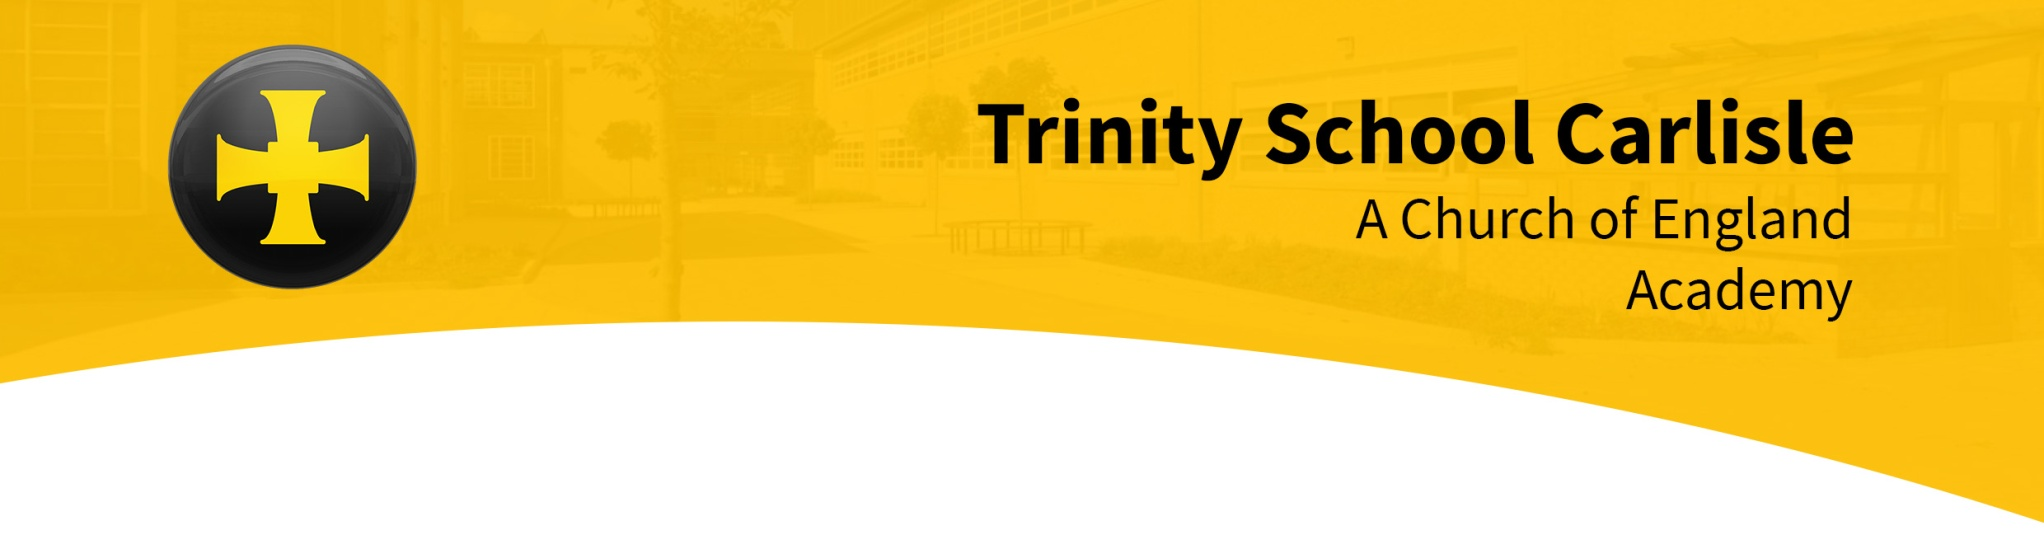 Trinity School Carlisle
A Church of England
Academy